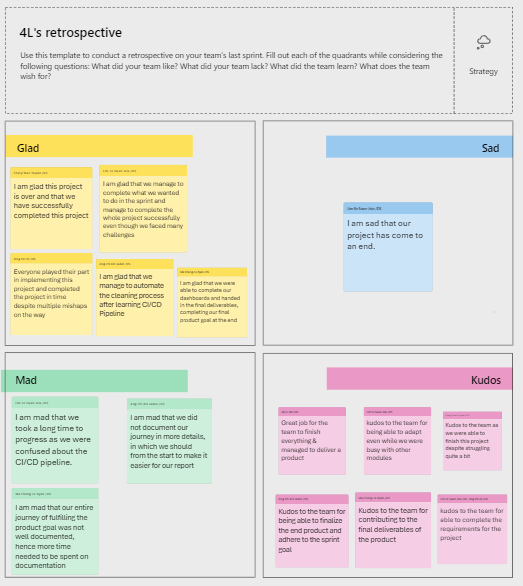 4L's retrospective
Use this template to conduct a retrospective on your team's last sprint. Fill out each of the quadrants while considering the
following questions: What did your team like? What did your team lack? What did the team learn? What does the team
wish for?
Strategy
Glad
I am glad this project
is over and that we
have successfully
completed this project
I am glad that we manage to
complete what we wanted
to do in the sprint and
manage to complete the
whole project successfully
even though we faced many
challenges
Everyone played their part
in implementing this
project and completed
the project in time
despite multiple mishaps
on the way
I am glad that we
manage to automate
the cleaning process
after learning CI/CD
Pipeline
I am glad that we were
able to complete our
dashboards and handed
in the final deliverables,
completing our final
product goal at the end
Sad
I am sad that our
project has come to
an end.
Mad
I am mad that we
took a long time to
progress as we were
confused about the
CI/CD pipeline.
I am mad that we did
not document our
journey in more details,
in which we should
from the start to make it
easier for our report
I am mad that our entire
journey of fulfilling the
product goal was not
well documented,
hence more time
needed to be spent on
documentation
Kudos
Great job for the
team to finish
everything &
managed to deliver a
product
kudos to the team for
being able to adapt
even while we were
busy with other
modules
Kudos to the team as
we were able to
finish this project
despite struggling
quite a bit
Kudos to the team for
being able to finalize
the end product and
adhere to the sprint
goal
Kudos to the team for
contributing to the
final deliverables of
the product
kudos to the team for
able to complete the
requirements for the
project